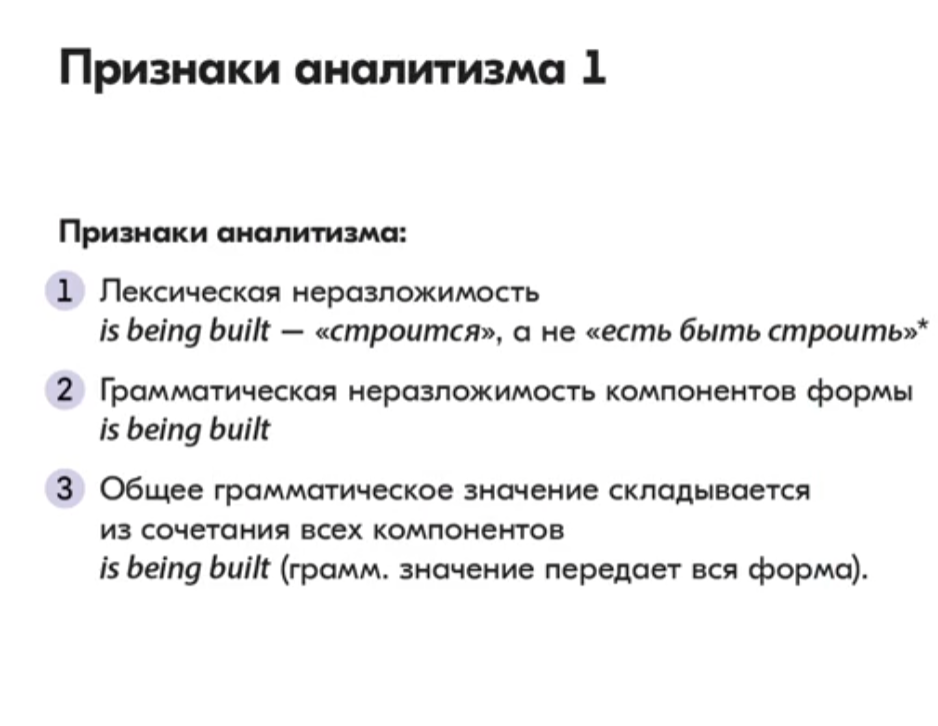 Признаки аналитизма 1
Признаки аналитизма:
1 Лексическая неразложимость
is being built — «строится», а не «есть быть строить»*
2 Грамматическая неразложимость компонентов формы
is being built
3 Общее грамматическое значение складывается
из сочетания всех компонентов
is being built (грамм. значение передает вся форма).